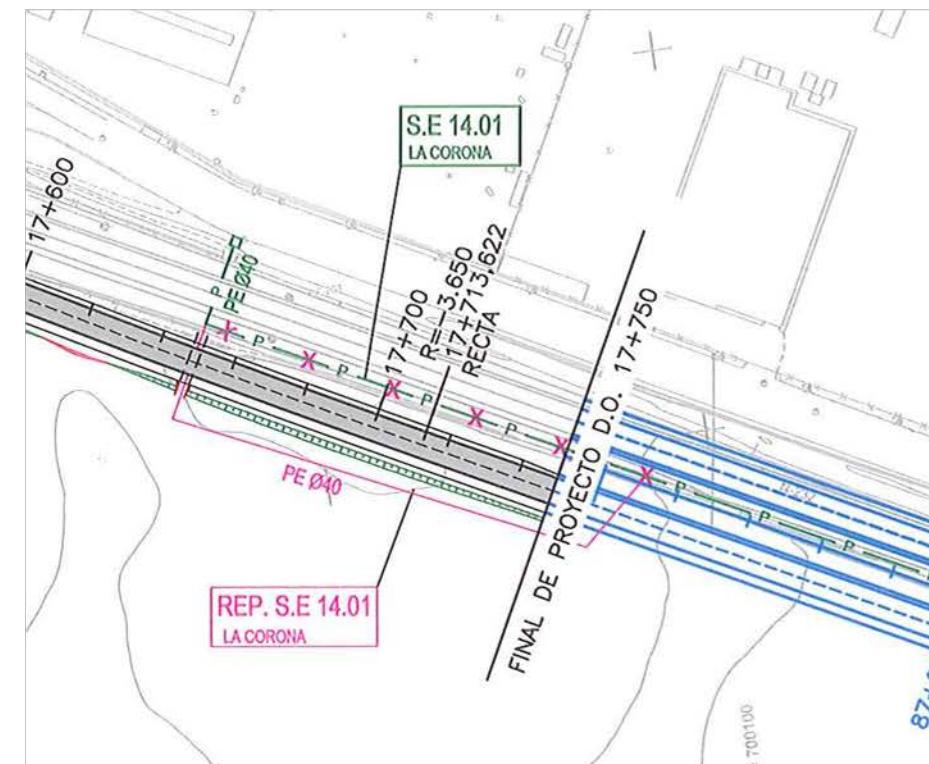 S.E 14.01
LA CORONA
17+600
P
PE Ø40
X P X P X P X P X
17+700
R=-3.650
17+713,622
RECTA
FINAL DE PROYECTO D.O. 17+750
X P P P
PE Ø40
REP. S.E 14.01
LA CORONA
700100